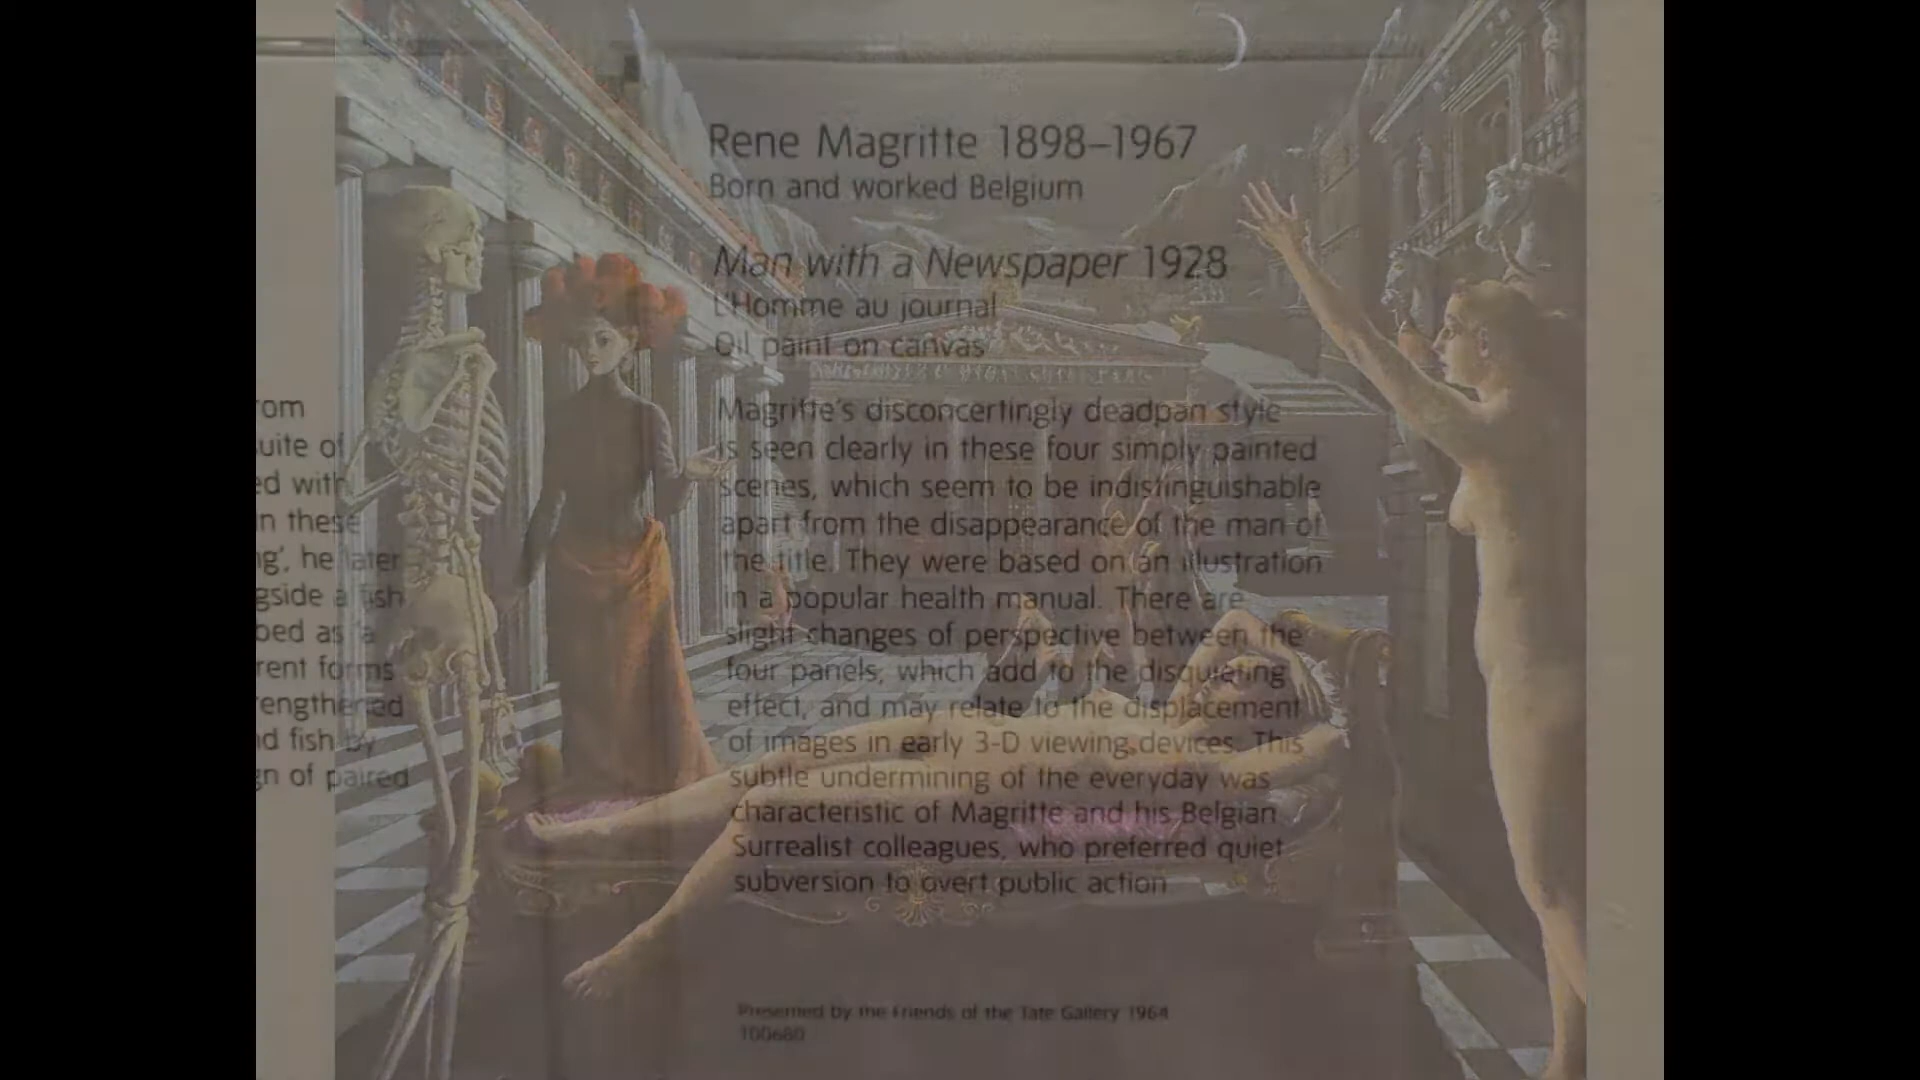 Rene Magritte 1898–1967
Born and worked Belgium
Man with a Newspaper 1928
L'Homme au journal
Oil paint on canvas
Magritte's disconcertingly deadpan style
is seen clearly in these four simply painted
scenes, which seem to be indistinguishable
apart from the disappearance of the man of
the title. They were based on an illustration
in a popular health manual. There are
slight changes of perspective between the
four panels, which add to the disquieting
effect, and may relate to the displacement
of images in early 3-D viewing devices. This
subtle undermining of the everyday was
characteristic of Magritte and his Belgian
Surrealist colleagues, who preferred quiet
subversion to overt public action
Presented by the Friends of the Tate Gallery 1964
T00680
om
uite of
ed with
in these
ng', he later
gside a fish
bed as a
rent forms
rengthened
nd fish by
gn of paired